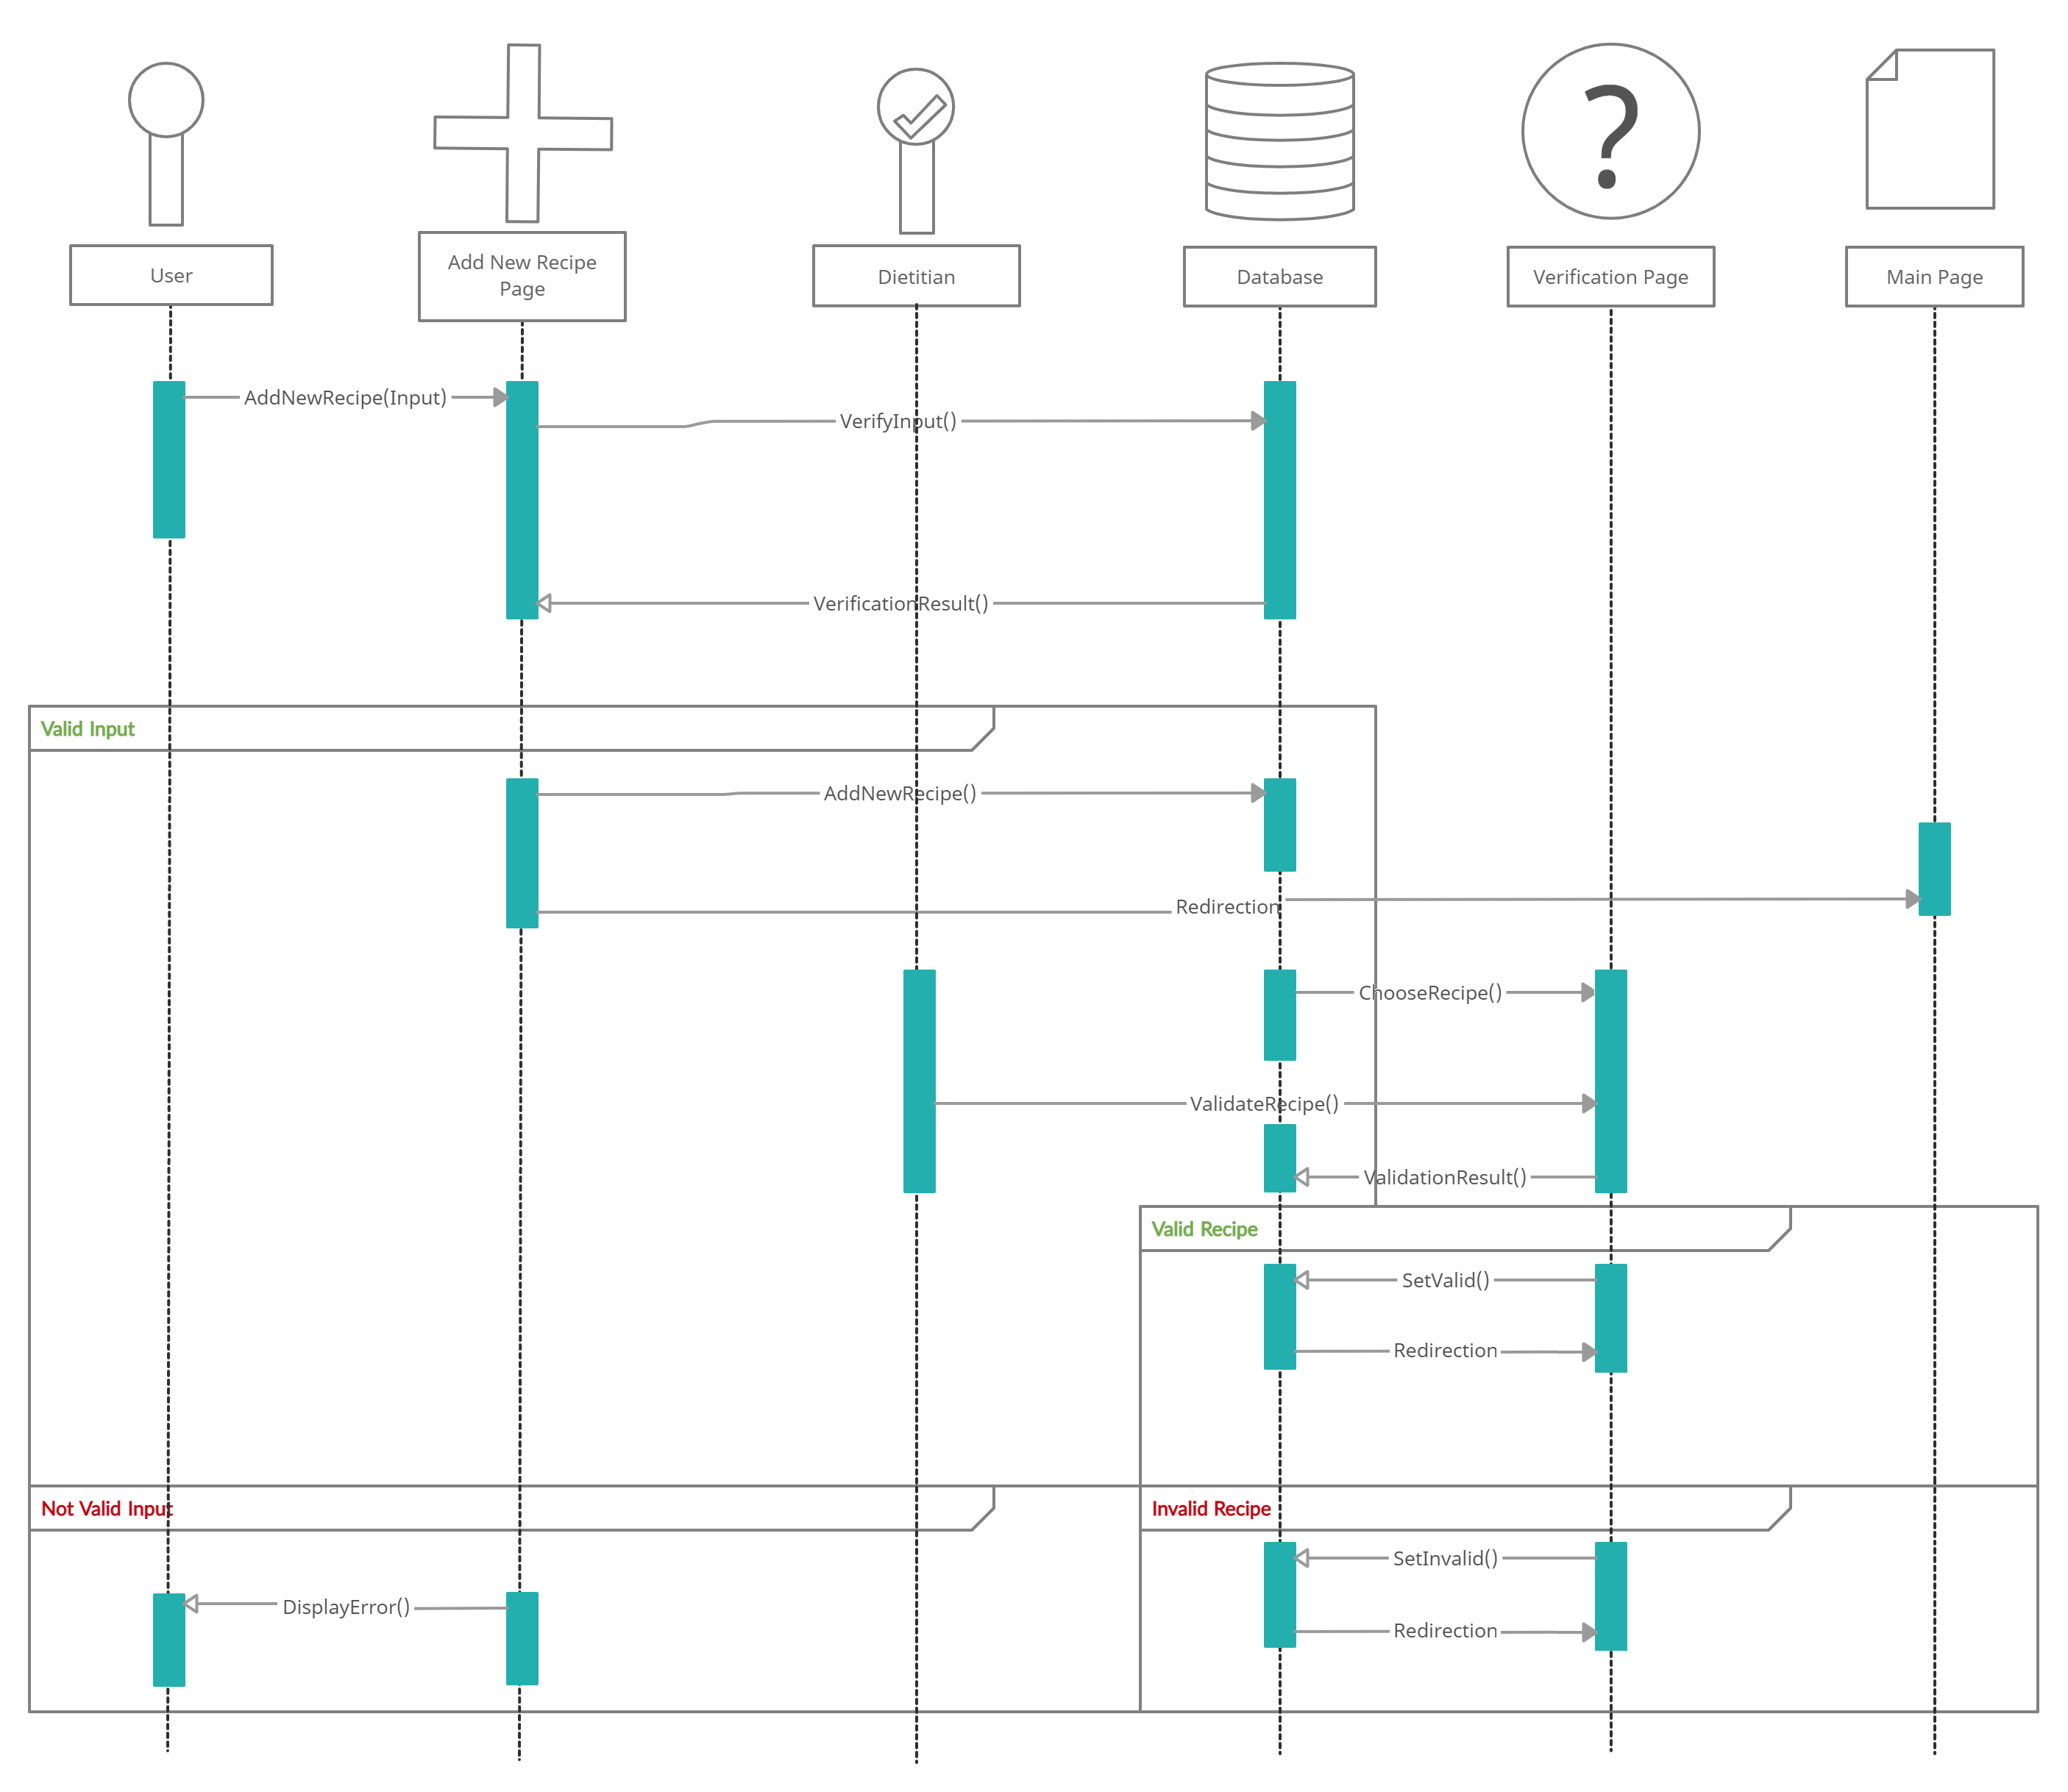 ?
User
Add New Recipe
Page
Dietitian
Database
Verification Page
Main Page
AddNewRecipe(Input)
VerifyInput()
VerificationResult()
Valid Input
AddNewRecipe()
Redirection
ChooseRecipe()
ValidateRecipe()
ValidationResult()
Valid Recipe
SetValid()
Redirection
Not Valid Input
Invalid Recipe
SetInvalid()
DisplayError()
Redirection